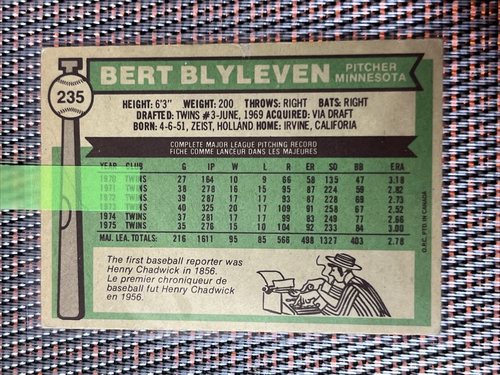 235
BERT BLYLEVEN
PITCHER
MINNESOTA
HEIGHT: 6'3" WEIGHT: 200 THROWS: RIGHT BATS: RIGHT
DRAFTED: TWINS #3-JUNE, 1969 ACQUIRED: VIA DRAFT
BORN: 4-6-51, ZEIST, HOLLAND HOME: IRVINE, CALIFORIA
COMPLETE MAJOR LEAGUE PITCHING RECORD
FICHE COMME LANCEUR DANS LES MAJEURES
YEAR CLUB G IP W L R ER SO BB ERA
1970 TWINS 27 164 10 9 66 58 135 47 3.18
1971 TWINS 38 278 16 15 95 87 224 59 2.82
1972 TWINS 39 287 17 17 93 87 228 69 2.73
1973 TWINS 40 325 20 17 109 91 258 67 2.52
1974 TWINS 37 281 17 17 99 83 249 77 2.66
1975 TWINS 35 276 15 10 104 92 233 84 3.00
MAJ. LEA. TOTALS: 216 1611 95 85 566 498 1327 403 2.78
The first baseball reporter was
Henry Chadwick in 1856.
Le premier chroniqueur de
baseball fut Henry Chadwick
en 1956.
O.P.C. PTD. IN CANADA